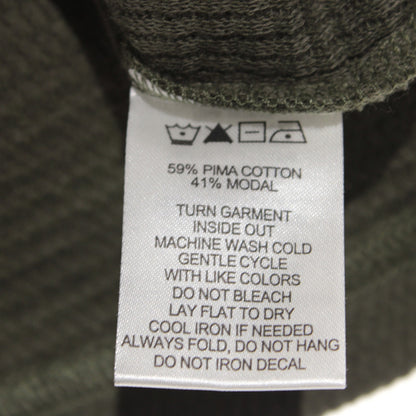 59% PIMA COTTON
41% MODAL
TURN GARMENT
INSIDE OUT
MACHINE WASH COLD
GENTLE CYCLE
WITH LIKE COLORS
DO NOT BLEACH
LAY FLAT TO DRY
COOL IRON IF NEEDED
ALWAYS FOLD, DO NOT HANG
DO NOT IRON DECAL